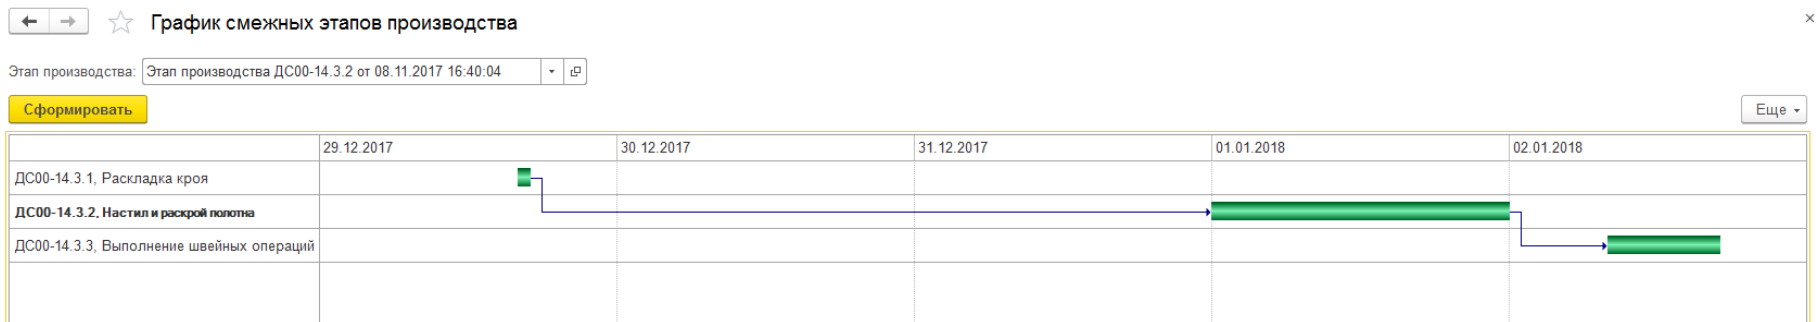 График смежных этапов производства
Этап производства: Этап производства ДС00-14.3.2 от 08.11.2017 16:40:04
Сформировать
Еще
29.12.2017 30.12.2017 31.12.2017 01.01.2018 02.01.2018
ДС00-14.3.1, Раскладка кроя
ДС00-14.3.2, Настил и раскрой полотна
ДС00-14.3.3, Выполнение швейных операций